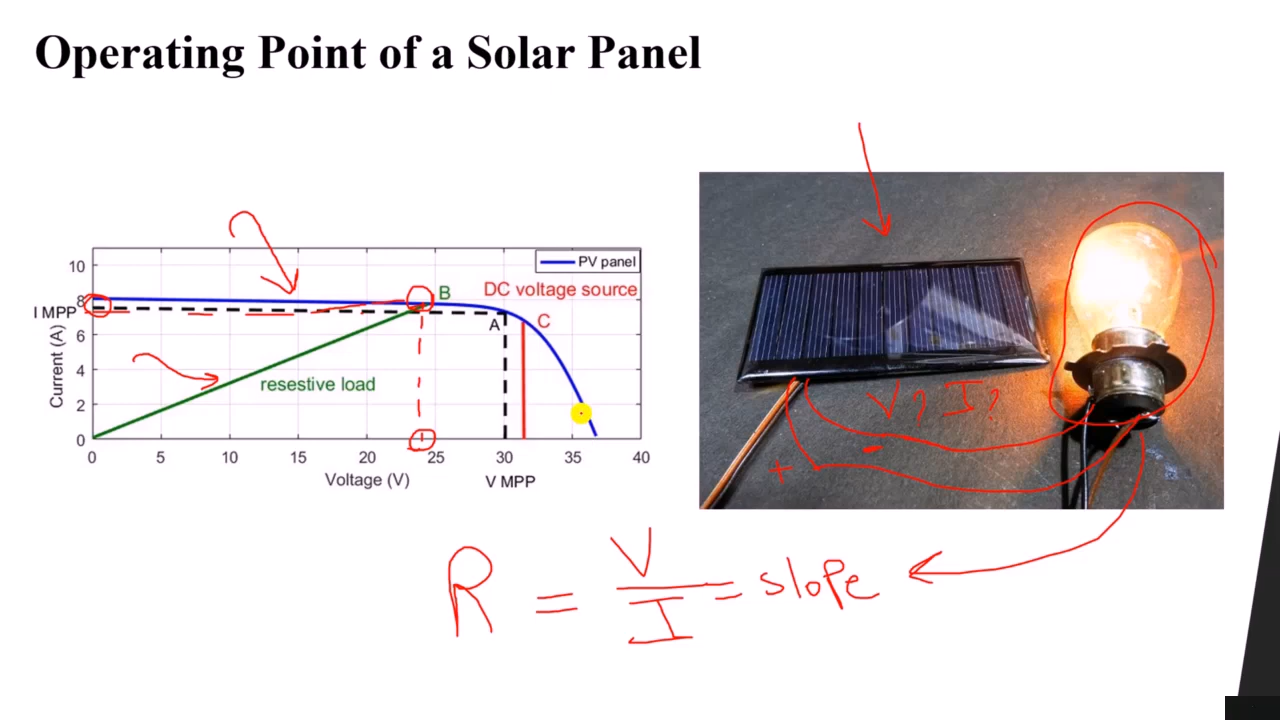 Operating Point of a Solar Panel
PV panel
DC voltage source
10
8
I MPP
6
4
2
0
Current (A)
B
A
C
resestive load
0 5 10 15 20 25 30 35 40
Voltage (V)
V MPP
V? I?
+ -
R = V/I = slope